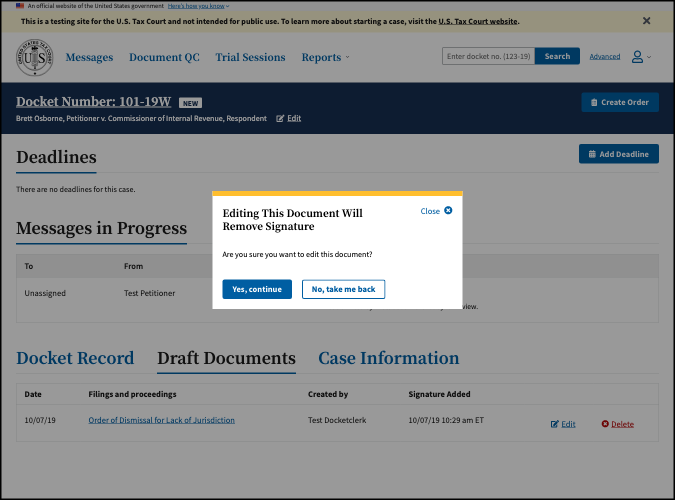 An official website of the United States government Here's how you know
This is a testing site for the U.S. Tax Court and not intended for public use. To learn more about starting a case, visit the U.S. Tax Court website.
UNITED STATES TAX COURT
US
Messages Document QC Trial Sessions Reports
Enter docket no. (123-19) Search Advanced
Docket Number: 101-19W NEW
Create Order
Brett Osborne, Petitioner v. Commissioner of Internal Revenue, Respondent Edit
Deadlines
Add Deadline
There are no deadlines for this case.
Editing This Document Will
Remove Signature
Close
Are you sure you want to edit this document?
Yes, continue No, take me back
Messages in Progress
To From
Unassigned Test Petitioner
Docket Record Draft Documents Case Information
Date Filings and proceedings Created by Signature Added
10/07/19 Order of Dismissal for Lack of Jurisdiction Test Docketclerk 10/07/19 10:29 am ET Edit Delete